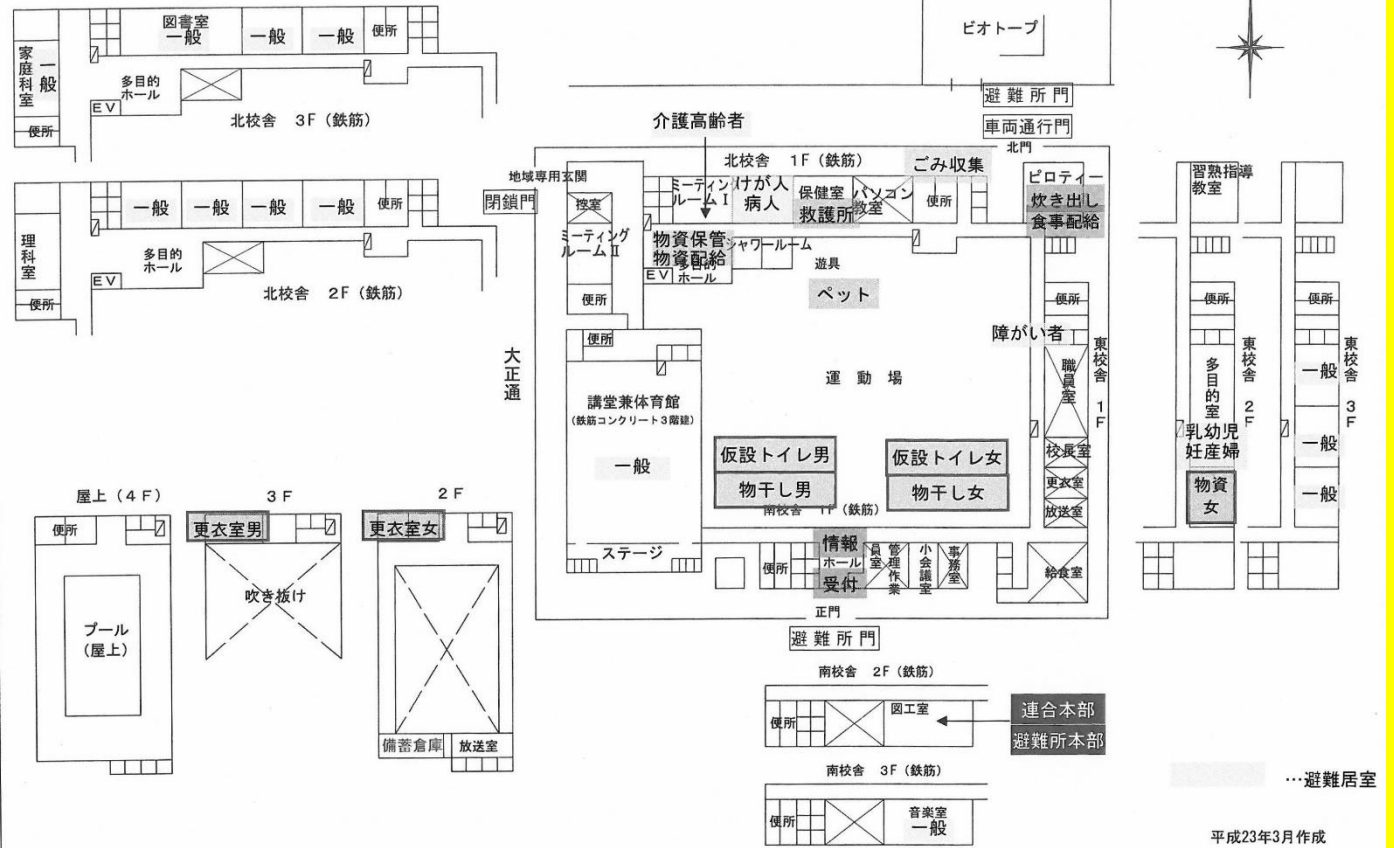 図書室
一般
一般
一般
便所
家庭科室
一般
多目的
ホール
EV
便所
北校舎 3F（鉄筋）
ビオトープ
避難所門
車両通行門
北門
介護高齢者
北校舎 1F（鉄筋）
ごみ収集
地域専用玄関
閉鎖門
控室
ミーティング
ルームⅠ
けが人
病人
保健室
救護所
パソコン
教室
便所
ピロティー
炊き出し
食事配給
習熟指導
教室
一般
一般
一般
一般
便所
理科室
多目的
ホール
EV
便所
北校舎 2F（鉄筋）
ミーティング
ルームⅡ
物資保管
物資配給
シャワールーム
EV
多目的
ホール
遊具
ペット
便所
便所
便所
便所
便所
障がい者
大正通
講堂兼体育館
（鉄筋コンクリート３階建）
一般
運動場
職員室
東校舎 1F
多目的室
東校舎 2F
乳幼児
妊産婦
物資
女
一般
一般
一般
東校舎 3F
仮設トイレ男
物干し男
仮設トイレ女
物干し女
校長室
更衣室
放送室
南校舎 1F（鉄筋）
ステージ
便所
情報
ホール
受付
管理作業
員室
小会議室
事務室
給食室
正門
避難所門
屋上（4F）
便所
プール
（屋上）
3F
更衣室男
吹き抜け
2F
更衣室女
備蓄倉庫
放送室
南校舎 2F（鉄筋）
便所
図工室
連合本部
避難所本部
南校舎 3F（鉄筋）
便所
音楽室
一般
…避難居室
平成23年3月作成